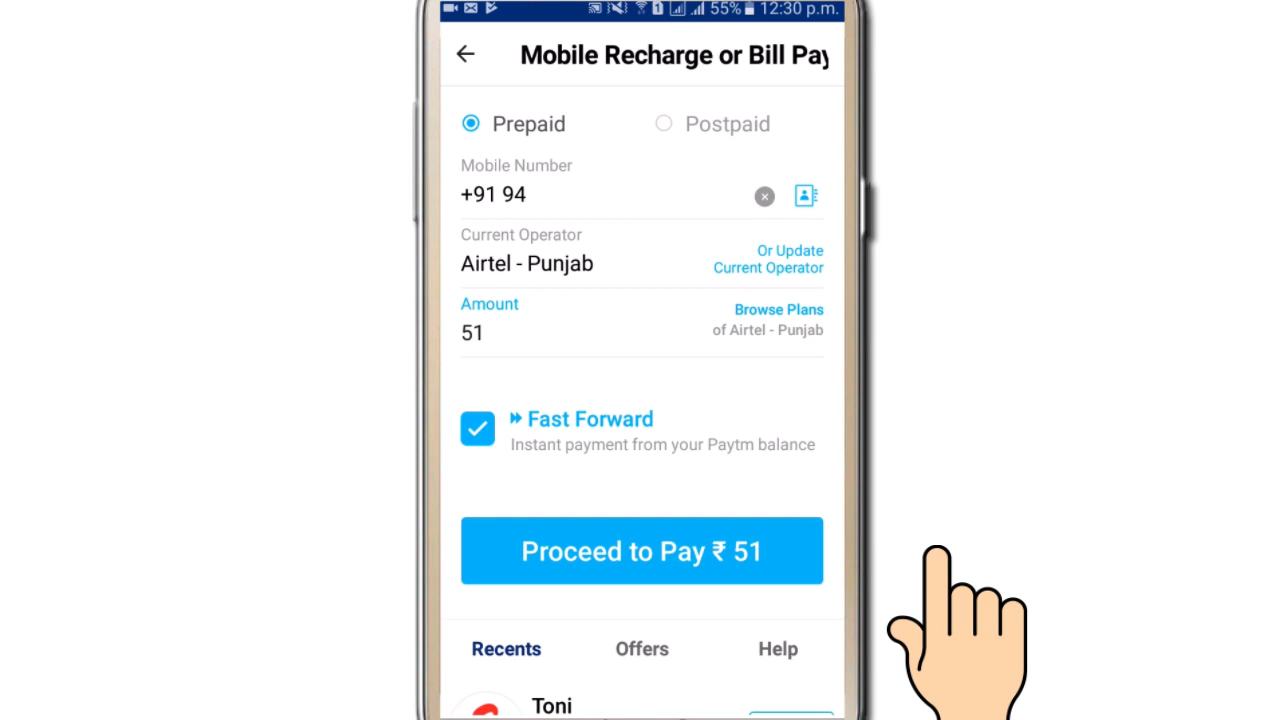 1 55% 12:30 p.m.
Mobile Recharge or Bill Pay
Prepaid Postpaid
Mobile Number
+91 94
Current Operator
Airtel - Punjab
Or Update
Current Operator
Amount
51
Browse Plans
of Airtel - Punjab
Fast Forward
Instant payment from your Paytm balance
Proceed to Pay ₹ 51
Recents Offers Help
Toni